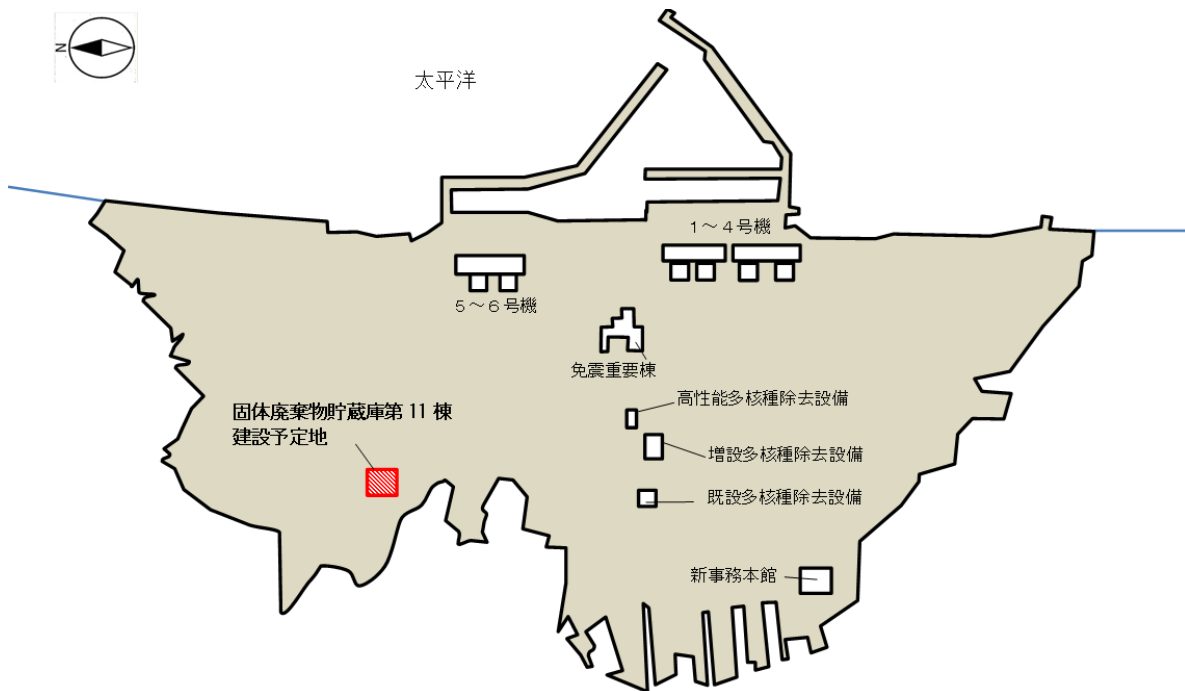 N
太平洋
1～4号機
5～6号機
免震重要棟
高性能多核種除去設備
固体廃棄物貯蔵庫第 11 棟
建設予定地
増設多核種除去設備
既設多核種除去設備
新事務本館